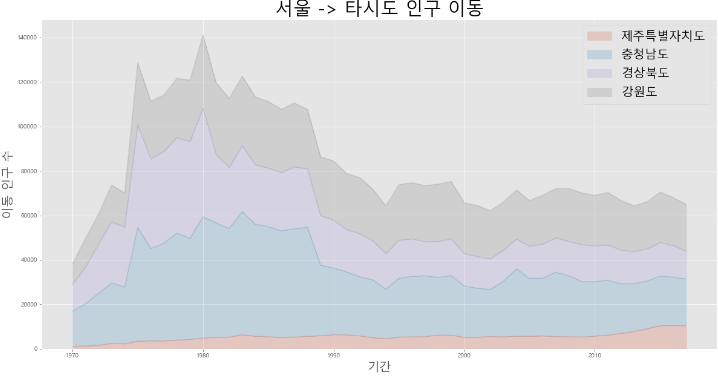 서울 -> 타시도 인구 이동
제주특별자치도
충청남도
경상북도
강원도
이동 인구 수
140000
120000
100000
80000
60000
40000
20000
0
1970
1980
1990
2000
2010
기간